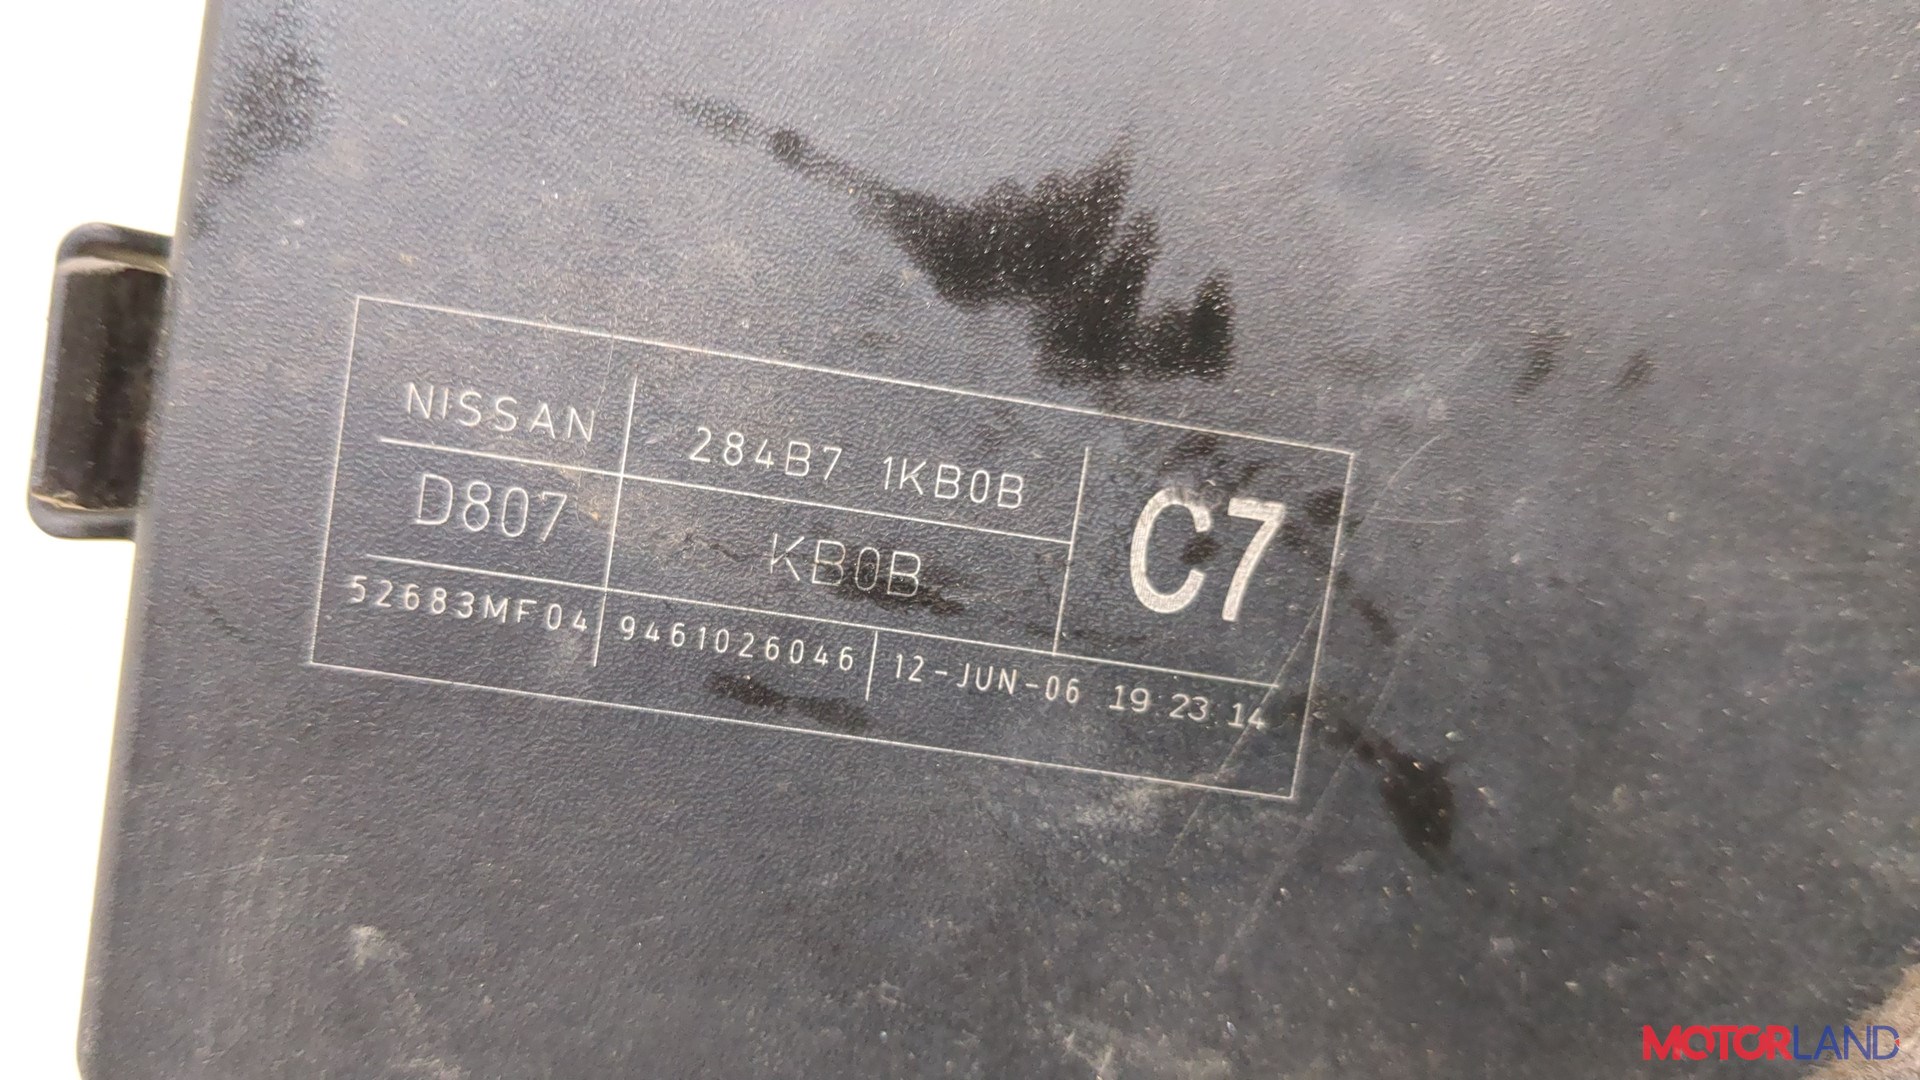 NISSAN
284B7 1KB0B
C7
D807
KB0B
52683MF04
9461026046
12-JUN-06 19:23:14
MOTORLAND